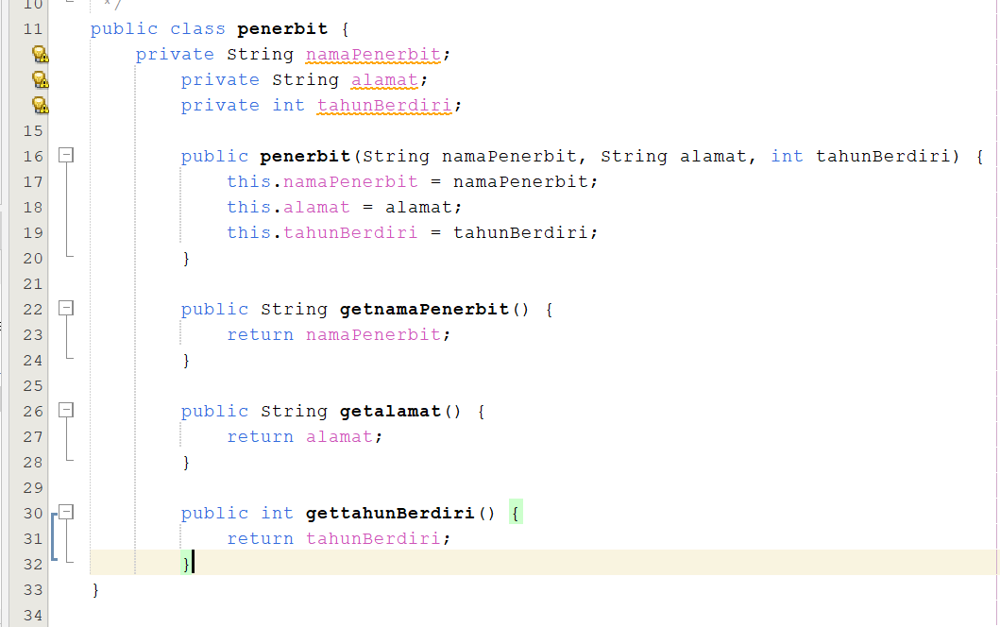 10 */
11 public class penerbit {
private String namaPenerbit;
private String alamat;
private int tahunBerdiri;
15
16 public penerbit(String namaPenerbit, String alamat, int tahunBerdiri) {
17 this.namaPenerbit = namaPenerbit;
18 this.alamat = alamat;
19 this.tahunBerdiri = tahunBerdiri;
20 }
21
22 public String getnamaPenerbit() {
23 return namaPenerbit;
24 }
25
26 public String getalamat() {
27 return alamat;
28 }
29
30 public int gettahunBerdiri() {
31 return tahunBerdiri;
32 }
33 }
34